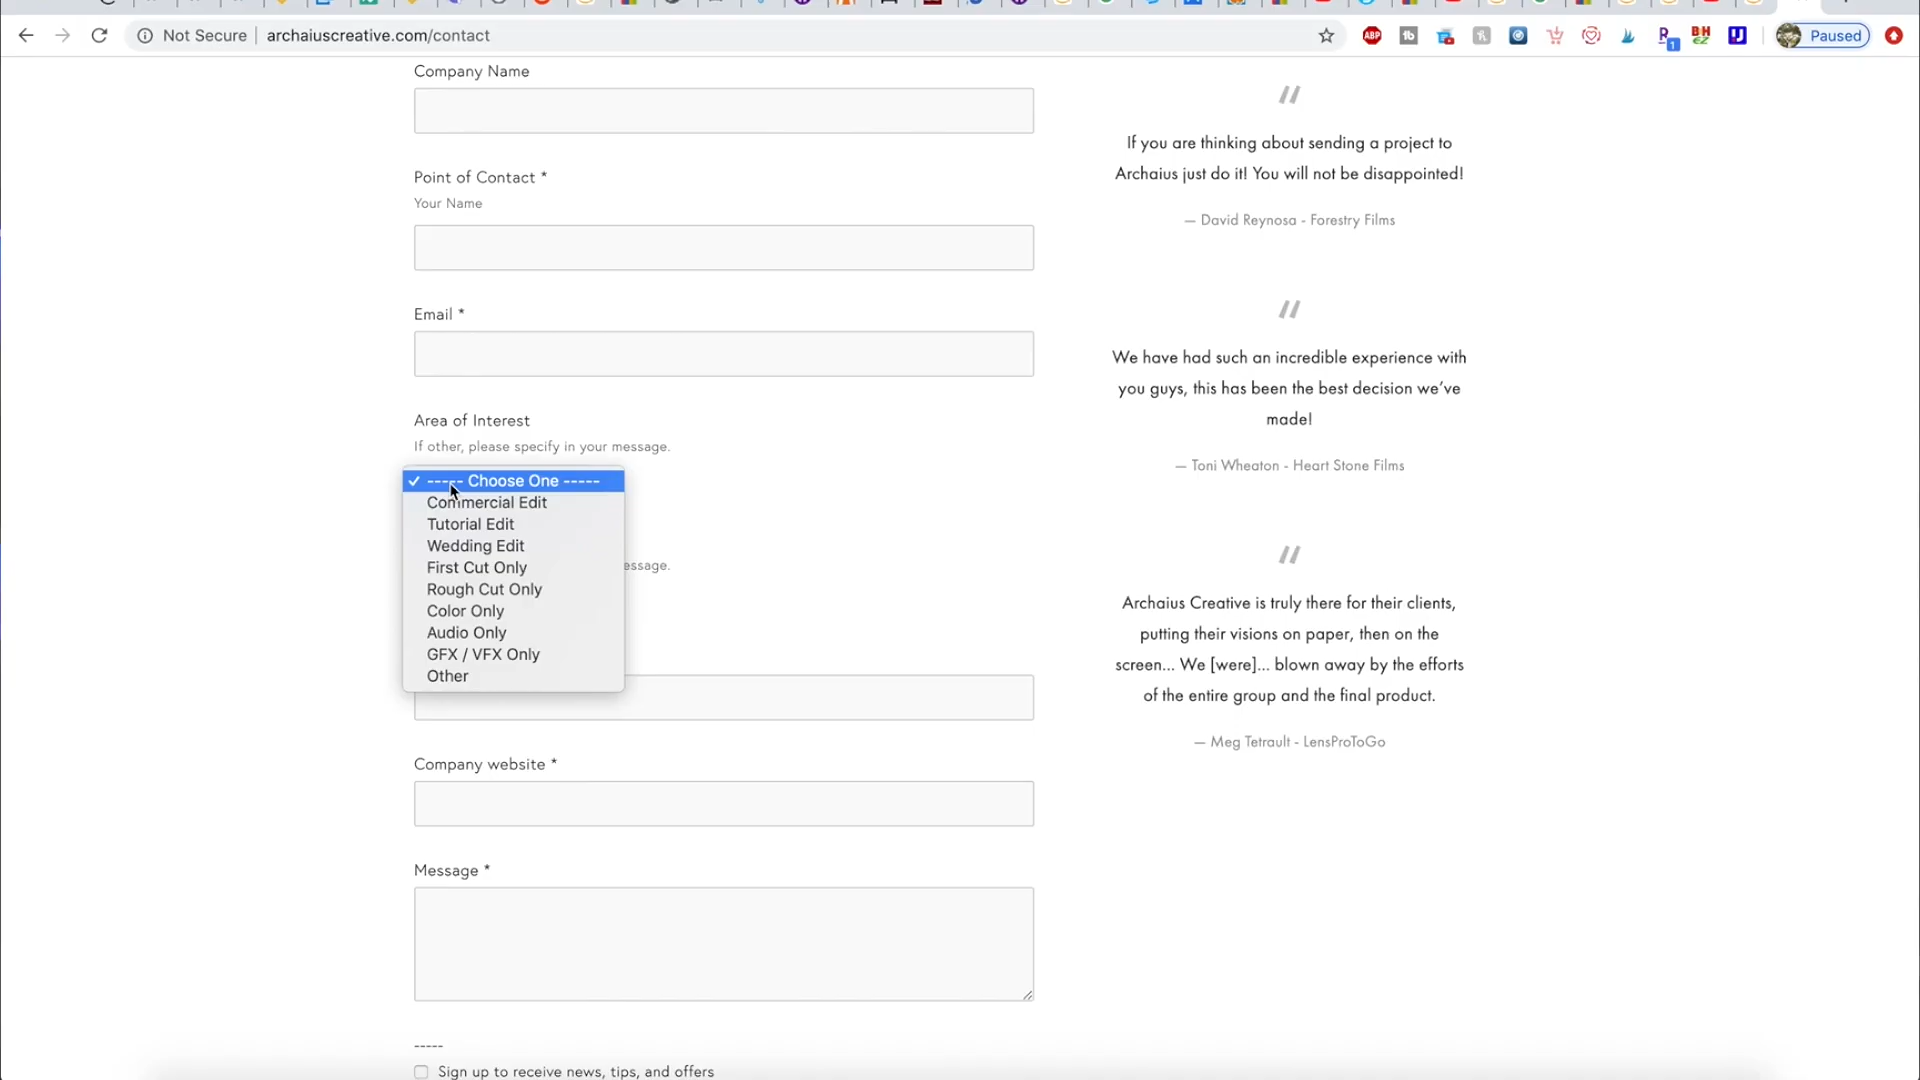 Not Secure
archaiuscreative.com/contact
ABP
1
BH
EZ
Paused
Company Name
Point of Contact *
Your Name
Email *
Area of Interest
If other, please specify in your message.
✓ ----- Choose One -----
Commercial Edit
Tutorial Edit
Wedding Edit
First Cut Only
Rough Cut Only
Color Only
Audio Only
GFX / VFX Only
Other
essage.
Company website *
Message *
-----
Sign up to receive news, tips, and offers
"
If you are thinking about sending a project to
Archaius just do it! You will not be disappointed!
— David Reynosa - Forestry Films
"
We have had such an incredible experience with
you guys, this has been the best decision we've
made!
— Toni Wheaton - Heart Stone Films
"
Archaius Creative is truly there for their clients,
putting their visions on paper, then on the
screen... We [were]... blown away by the efforts
of the entire group and the final product.
— Meg Tetrault - LensProToGo